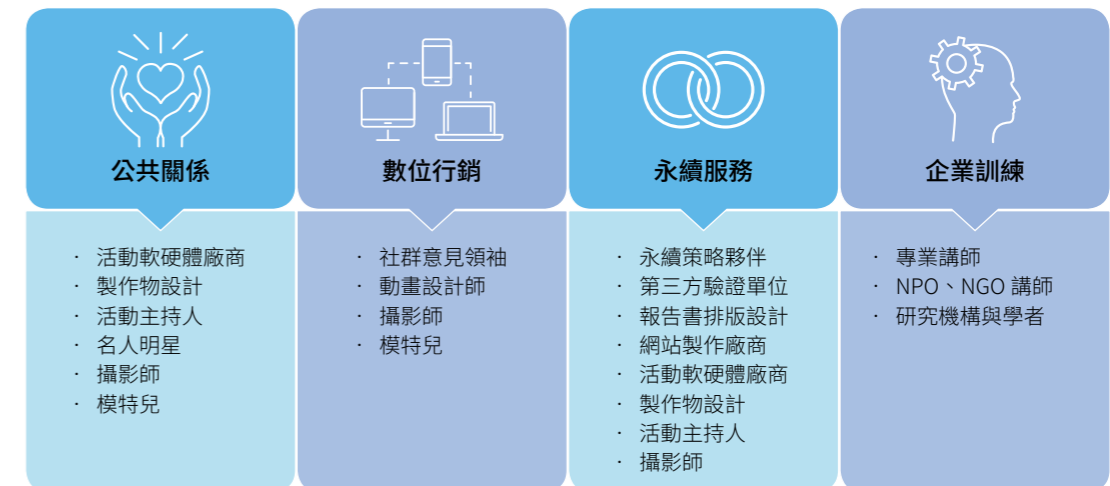 公共關係
· 活動軟硬體廠商
· 製作物設計
· 活動主持人
· 名人明星
· 攝影師
· 模特兒
數位行銷
· 社群意見領袖
· 動畫設計師
· 攝影師
· 模特兒
永續服務
· 永續策略夥伴
· 第三方驗證單位
· 報告書排版設計
· 網站製作廠商
· 活動軟硬體廠商
· 製作物設計
· 活動主持人
· 攝影師
企業訓練
· 專業講師
· NPO、NGO 講師
· 研究機構與學者